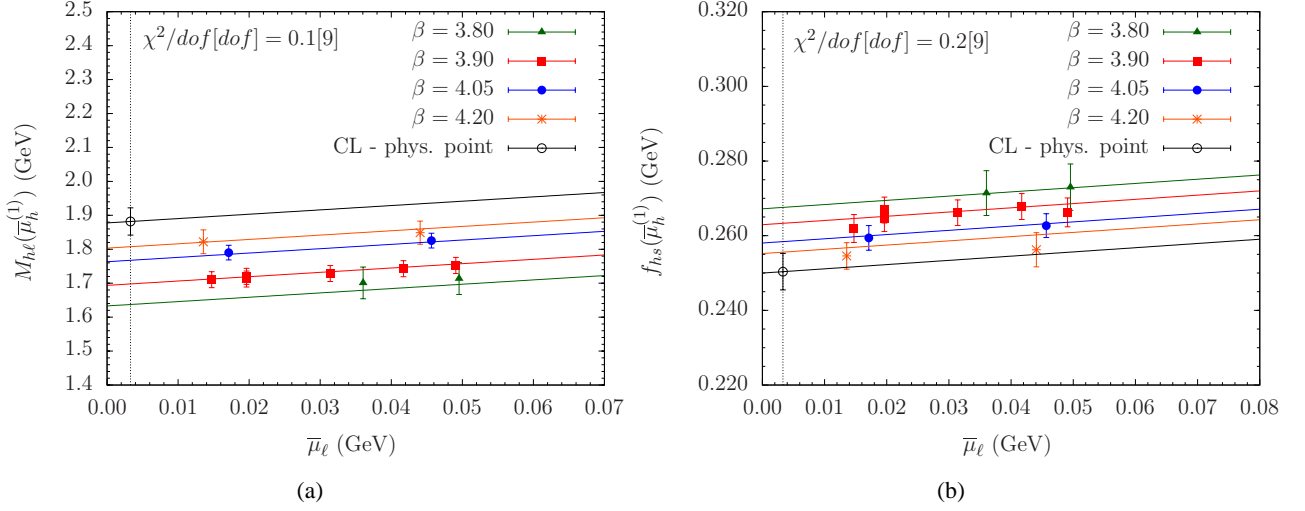 2.5
2.4
2.3
2.2
2.1
2.0
1.9
1.8
1.7
1.6
1.5
1.4
0.00 0.01 0.02 0.03 0.04 0.05 0.06 0.07
M_{hℓ}(μ̅_h^{(1)}) (GeV)
μ̅_ℓ (GeV)
χ²/dof[dof] = 0.1[9]
β = 3.80
β = 3.90
β = 4.05
β = 4.20
CL - phys. point
(a)
0.320
0.300
0.280
0.260
0.240
0.220
0.00 0.01 0.02 0.03 0.04 0.05 0.06 0.07 0.08
f_{hs}(μ̅_h^{(1)}) (GeV)
μ̅_ℓ (GeV)
χ²/dof[dof] = 0.2[9]
β = 3.80
β = 3.90
β = 4.05
β = 4.20
CL - phys. point
(b)